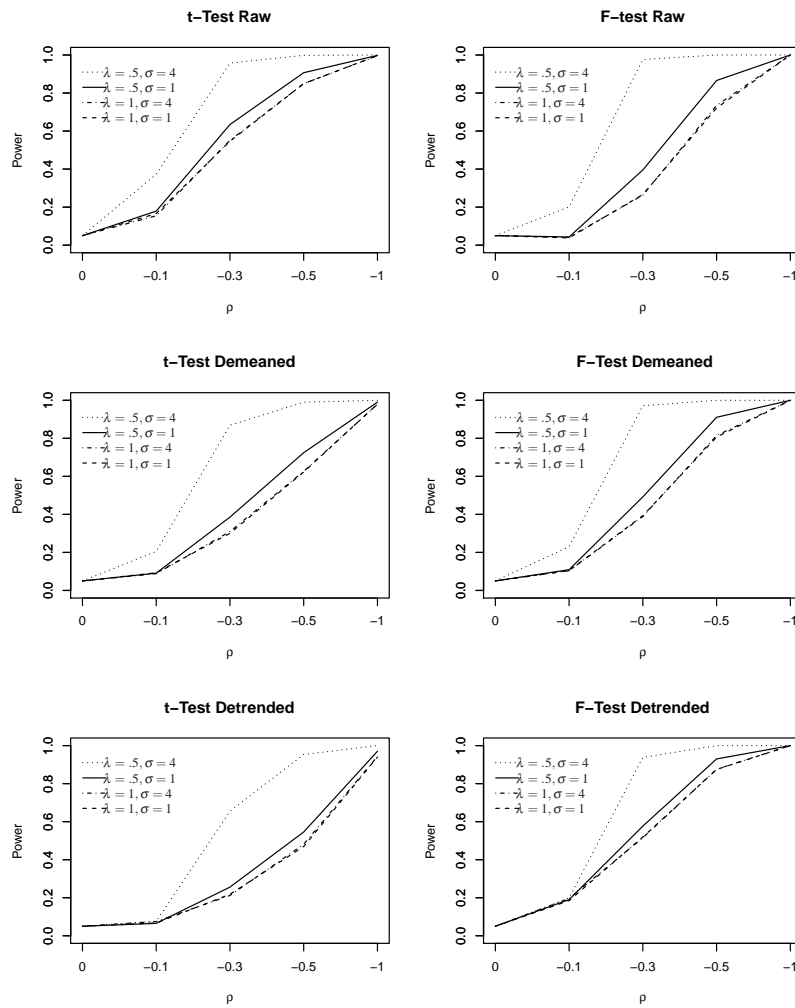 t−Test Raw
Power
0.0 0.2 0.4 0.6 0.8 1.0
λ = .5, σ = 4
λ = .5, σ = 1
λ = 1, σ = 4
λ = 1, σ = 1
0 −0.1 −0.3 −0.5 −1
ρ
F−test Raw
Power
0.0 0.2 0.4 0.6 0.8 1.0
λ = .5, σ = 4
λ = .5, σ = 1
λ = 1, σ = 4
λ = 1, σ = 1
0 −0.1 −0.3 −0.5 −1
ρ
t−Test Demeaned
Power
0.0 0.2 0.4 0.6 0.8 1.0
λ = .5, σ = 4
λ = .5, σ = 1
λ = 1, σ = 4
λ = 1, σ = 1
0 −0.1 −0.3 −0.5 −1
ρ
F−Test Demeaned
Power
0.0 0.2 0.4 0.6 0.8 1.0
λ = .5, σ = 4
λ = .5, σ = 1
λ = 1, σ = 4
λ = 1, σ = 1
0 −0.1 −0.3 −0.5 −1
ρ
t−Test Detrended
Power
0.0 0.2 0.4 0.6 0.8 1.0
λ = .5, σ = 4
λ = .5, σ = 1
λ = 1, σ = 4
λ = 1, σ = 1
0 −0.1 −0.3 −0.5 −1
ρ
F−Test Detrended
Power
0.0 0.2 0.4 0.6 0.8 1.0
λ = .5, σ = 4
λ = .5, σ = 1
λ = 1, σ = 4
λ = 1, σ = 1
0 −0.1 −0.3 −0.5 −1
ρ